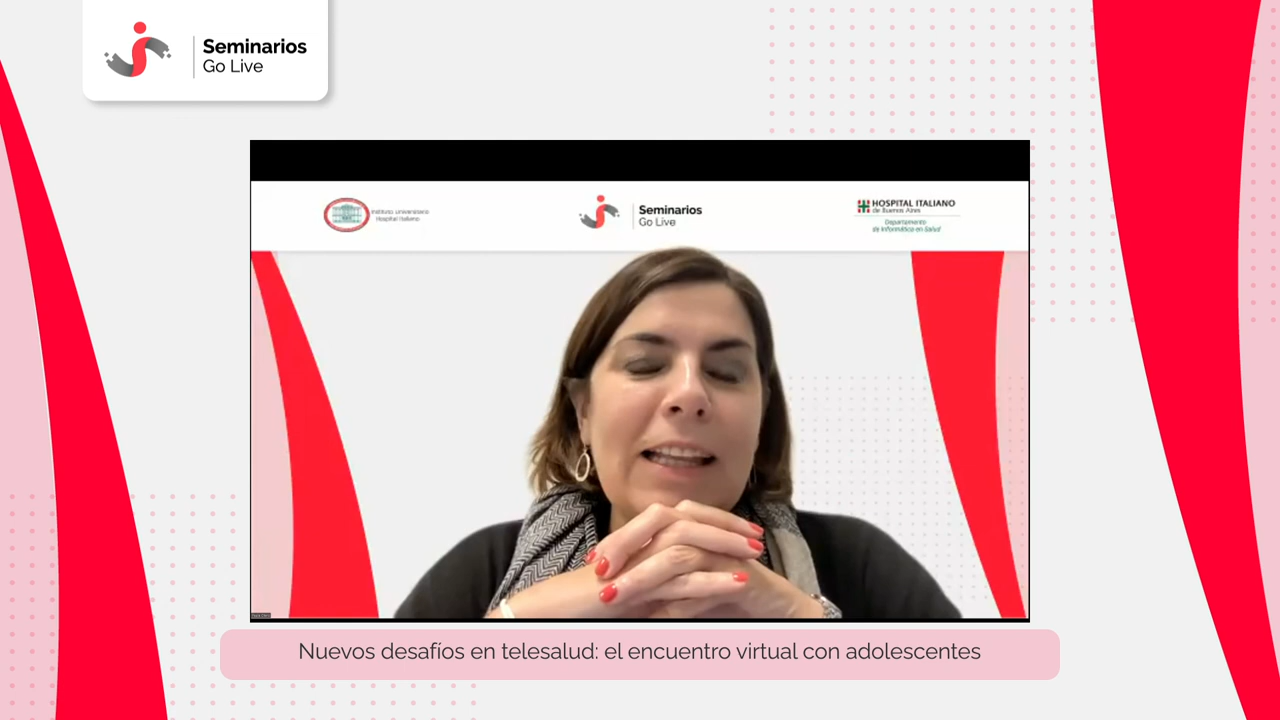 Seminarios
Go Live
Instituto Universitario
Hospital Italiano
Seminarios
Go Live
HOSPITAL ITALIANO
de Buenos Aires
Departamento
de Informática en Salud
Nuevos desafíos en telesalud: el encuentro virtual con adolescentes